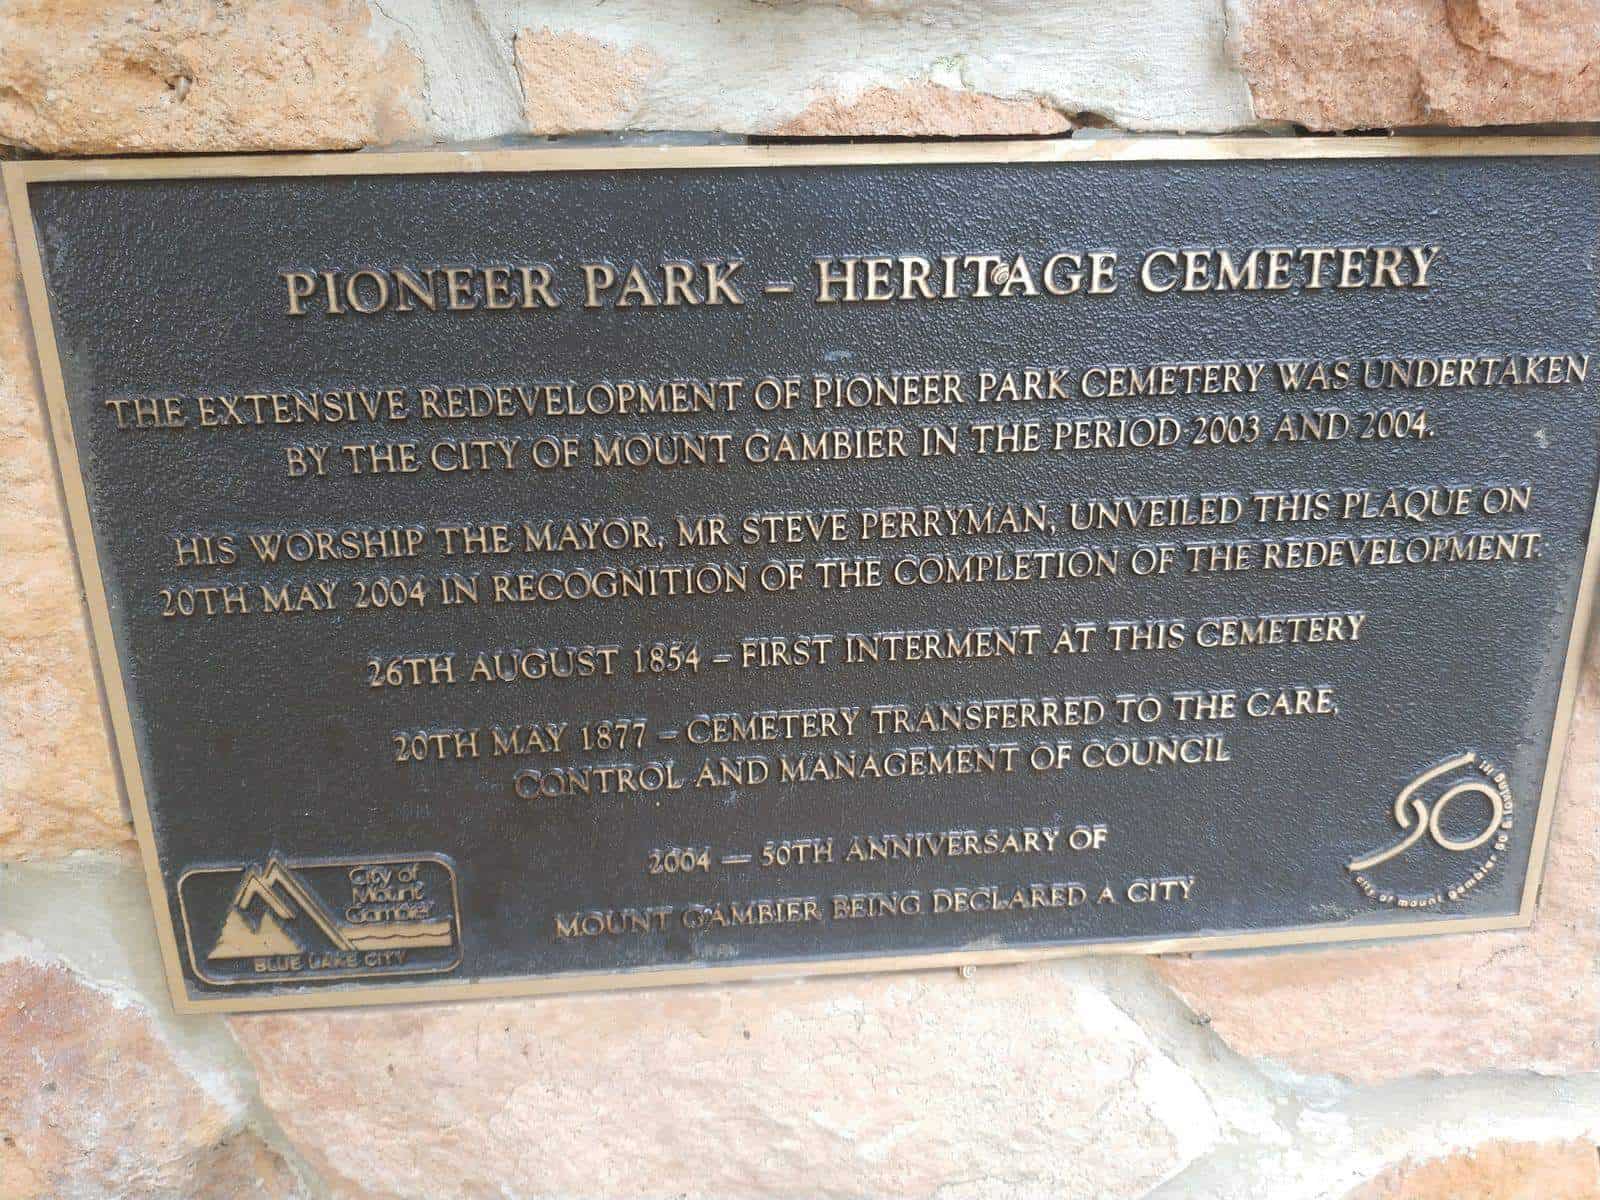 PIONEER PARK – HERITAGE CEMETERY
THE EXTENSIVE REDEVELOPMENT OF PIONEER PARK CEMETERY WAS UNDERTAKEN
BY THE CITY OF MOUNT GAMBIER IN THE PERIOD 2003 AND 2004.
HIS WORSHIP THE MAYOR, MR STEVE PERRYMAN, UNVEILED THIS PLAQUE ON
20TH MAY 2004 IN RECOGNITION OF THE COMPLETION OF THE REDEVELOPMENT.
26TH AUGUST 1854 – FIRST INTERMENT AT THIS CEMETERY
20TH MAY 1877 – CEMETERY TRANSFERRED TO THE CARE,
CONTROL AND MANAGEMENT OF COUNCIL
2004 — 50TH ANNIVERSARY OF
MOUNT GAMBIER BEING DECLARED A CITY
City of
Mount
Gambier
BLUE LAKE CITY
50
city of mount gambier 50 & loving it!